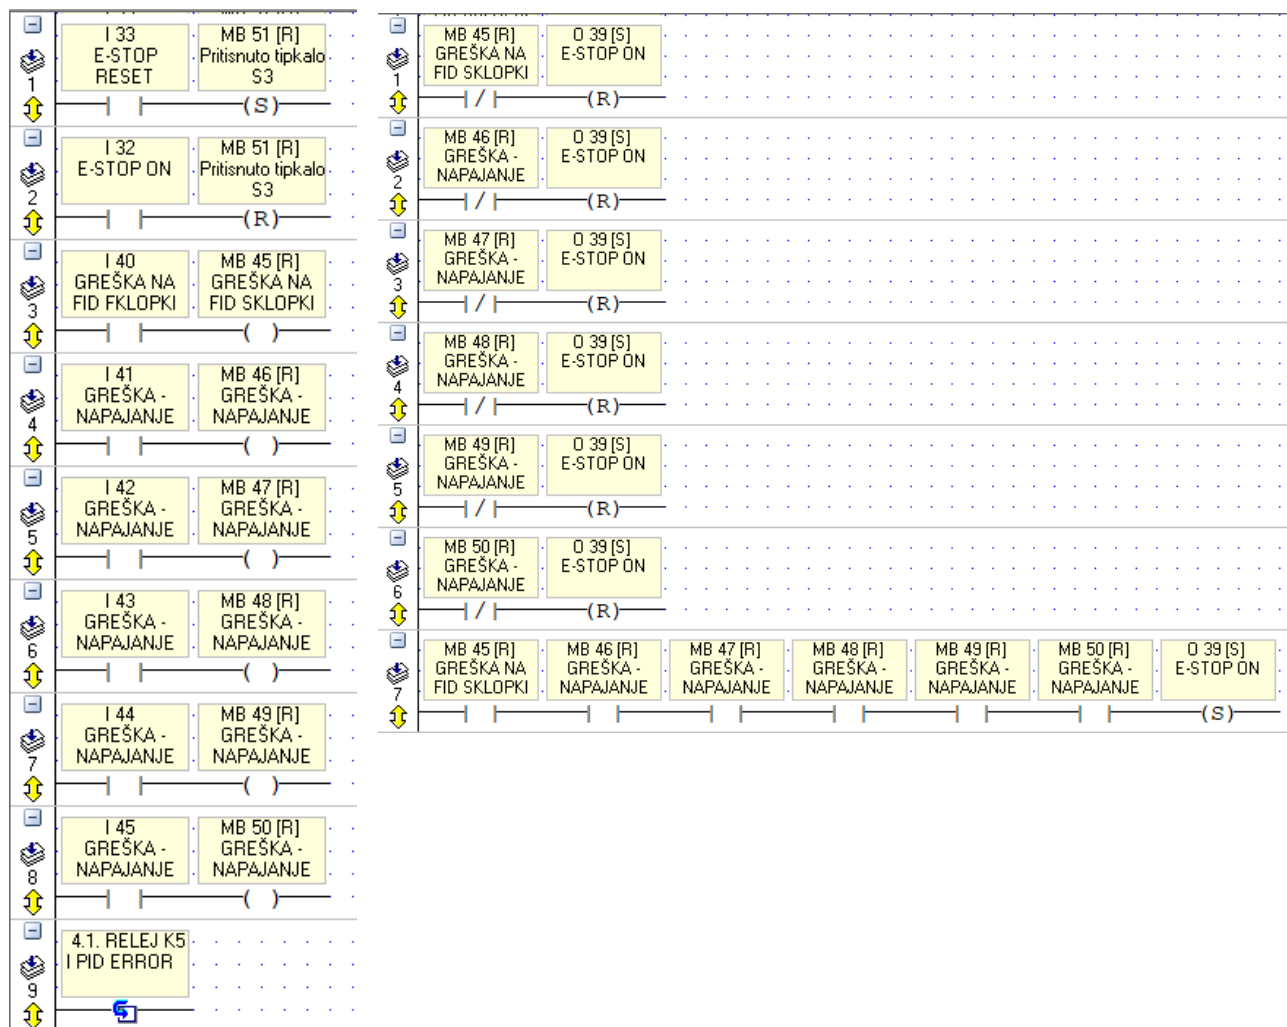 I 33
E-STOP
RESET
MB 51 [R]
Pritisnuto tipkalo
S3
1
(S)
I 32
E-STOP ON
MB 51 [R]
Pritisnuto tipkalo
S3
2
(R)
I 40
GREŠKA NA
FID FKLOPKI
MB 45 [R]
GREŠKA NA
FID SKLOPKI
3
( )
I 41
GREŠKA -
NAPAJANJE
MB 46 [R]
GREŠKA -
NAPAJANJE
4
( )
I 42
GREŠKA -
NAPAJANJE
MB 47 [R]
GREŠKA -
NAPAJANJE
5
( )
I 43
GREŠKA -
NAPAJANJE
MB 48 [R]
GREŠKA -
NAPAJANJE
6
( )
I 44
GREŠKA -
NAPAJANJE
MB 49 [R]
GREŠKA -
NAPAJANJE
7
( )
I 45
GREŠKA -
NAPAJANJE
MB 50 [R]
GREŠKA -
NAPAJANJE
8
( )
4.1. RELEJ K5
I PID ERROR
9
MB 45 [R]
GREŠKA NA
FID SKLOPKI
O 39 [S]
E-STOP ON
1
(R)
MB 46 [R]
GREŠKA -
NAPAJANJE
O 39 [S]
E-STOP ON
2
(R)
MB 47 [R]
GREŠKA -
NAPAJANJE
O 39 [S]
E-STOP ON
3
(R)
MB 48 [R]
GREŠKA -
NAPAJANJE
O 39 [S]
E-STOP ON
4
(R)
MB 49 [R]
GREŠKA -
NAPAJANJE
O 39 [S]
E-STOP ON
5
(R)
MB 50 [R]
GREŠKA -
NAPAJANJE
O 39 [S]
E-STOP ON
6
(R)
MB 45 [R]
GREŠKA NA
FID SKLOPKI
MB 46 [R]
GREŠKA -
NAPAJANJE
MB 47 [R]
GREŠKA -
NAPAJANJE
MB 48 [R]
GREŠKA -
NAPAJANJE
MB 49 [R]
GREŠKA -
NAPAJANJE
MB 50 [R]
GREŠKA -
NAPAJANJE
O 39 [S]
E-STOP ON
7
(S)